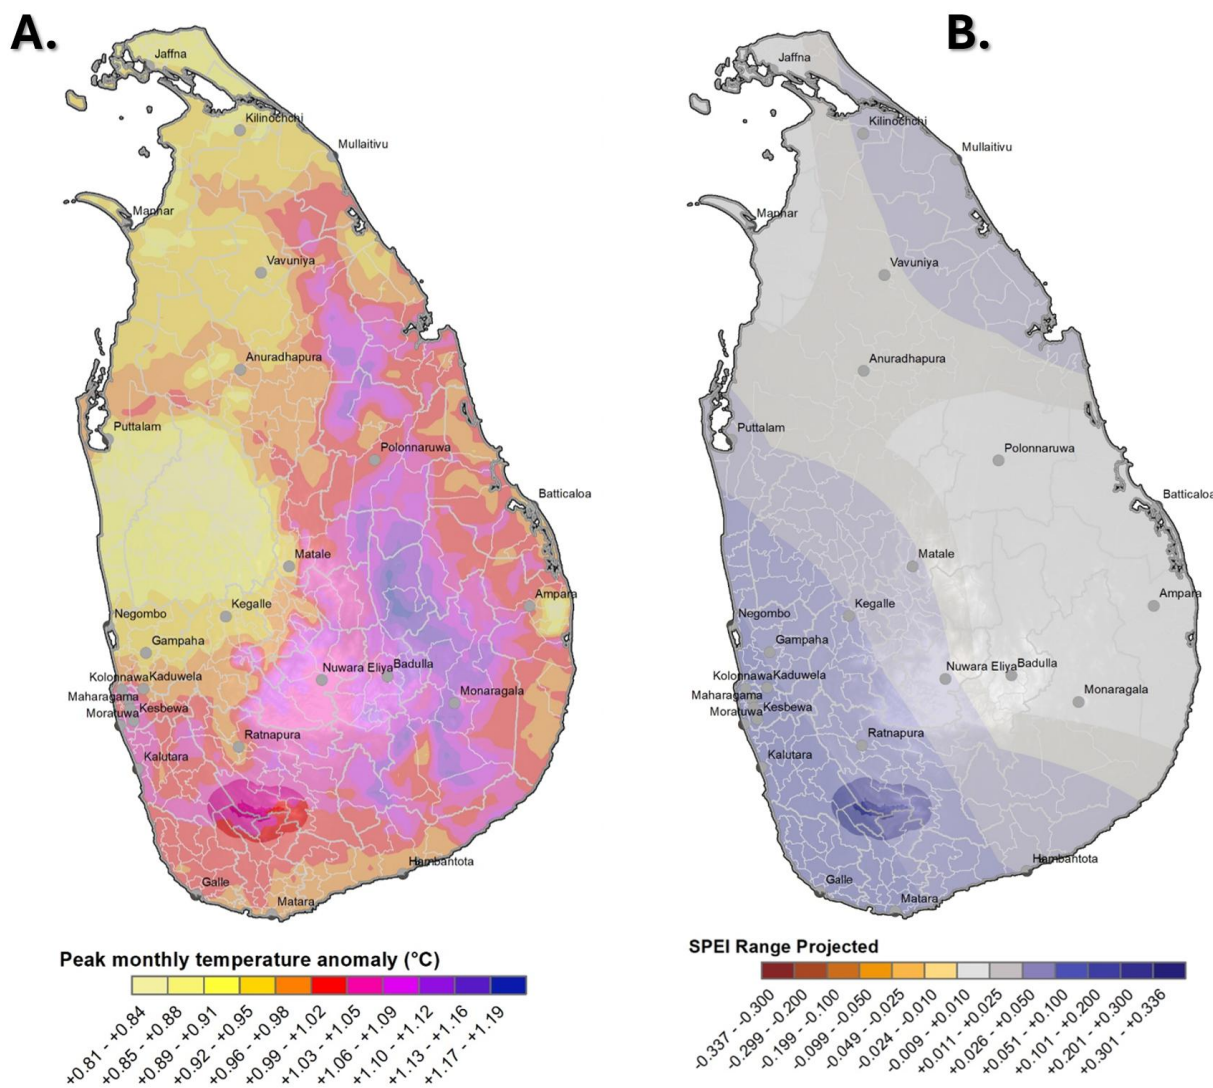 A.
Jaffna
Kilinochchi
Mullaitivu
Mannar
Vavuniya
Anuradhapura
Puttalam
Polonnaruwa
Batticaloa
Matale
Ampara
Negombo
Kegalle
Gampaha
Nuwara Eliya
Badulla
Kolonnawa
Kaduwela
Maharagama
Monaragala
Kesbewa
Moratuwa
Ratnapura
Kalutara
Hambantota
Galle
Matara
Peak monthly temperature anomaly (°C)
+0.81 - +0.84
+0.85 - +0.88
+0.89 - +0.91
+0.92 - +0.95
+0.96 - +0.98
+0.99 - +1.02
+1.03 - +1.05
+1.06 - +1.09
+1.10 - +1.12
+1.13 - +1.16
+1.17 - +1.19
B.
Jaffna
Kilinochchi
Mullaitivu
Mannar
Vavuniya
Anuradhapura
Puttalam
Polonnaruwa
Batticaloa
Matale
Ampara
Negombo
Kegalle
Gampaha
Nuwara Eliya
Badulla
Kolonnawa
Kaduwela
Maharagama
Monaragala
Kesbewa
Moratuwa
Ratnapura
Kalutara
Hambantota
Galle
Matara
SPEI Range Projected
-0.337 - -0.300
-0.299 - -0.200
-0.199 - -0.100
-0.099 - -0.050
-0.049 - -0.025
-0.024 - -0.010
-0.009 - +0.010
+0.011 - +0.025
+0.026 - +0.050
+0.051 - +0.100
+0.101 - +0.200
+0.201 - +0.300
+0.301 - +0.336